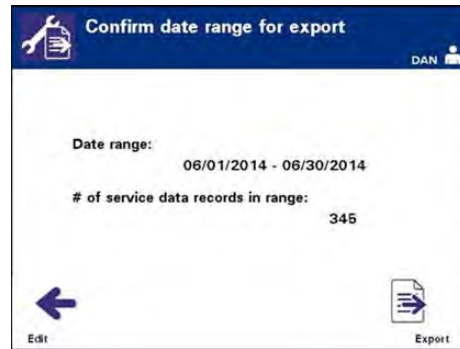 Confirm date range for export
DAN
Date range:
06/01/2014 - 06/30/2014
# of service data records in range:
345
Edit
Export